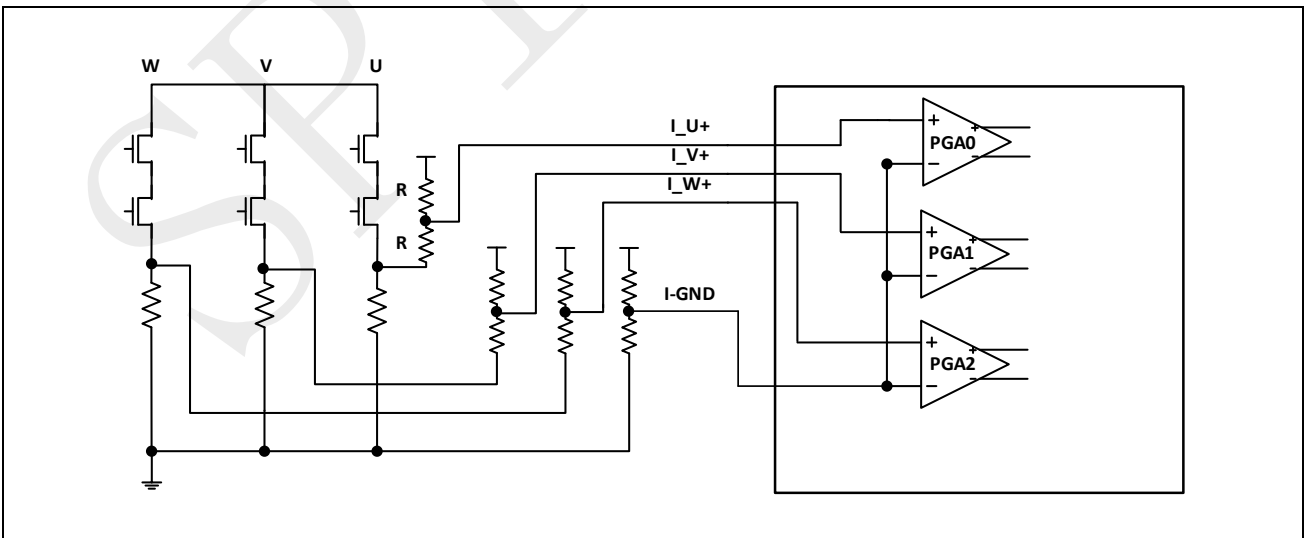 W V U
I_U+
I_V+
I_W+
R
R
I-GND
+ + PGA0 - -
+ + PGA1 - -
+ + PGA2 - -